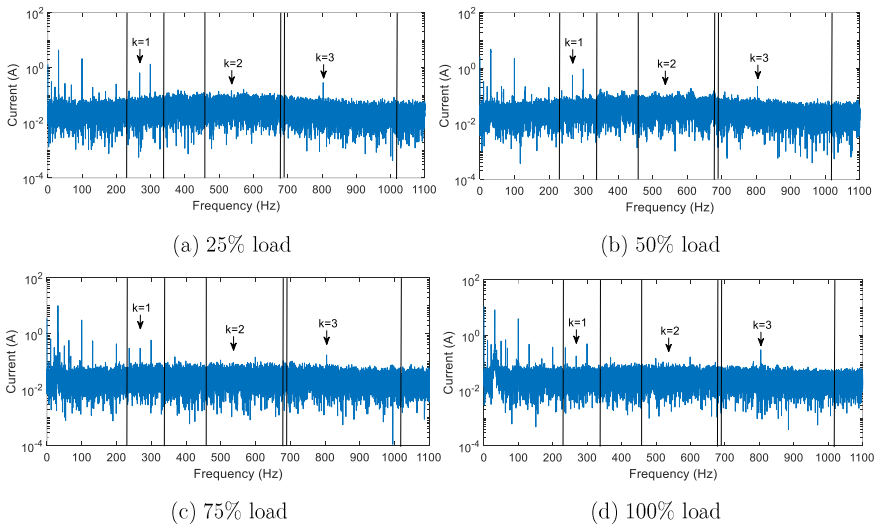 10^2
10^0
10^-2
10^-4
Current (A)
k=1
k=2
k=3
0 100 200 300 400 500 600 700 800 900 1000 1100
Frequency (Hz)
(a) 25% load
10^2
10^0
10^-2
10^-4
Current (A)
k=1
k=2
k=3
0 100 200 300 400 500 600 700 800 900 1000 1100
Frequency (Hz)
(b) 50% load
10^2
10^0
10^-2
10^-4
Current (A)
k=1
k=2
k=3
0 100 200 300 400 500 600 700 800 900 1000 1100
Frequency (Hz)
(c) 75% load
10^2
10^0
10^-2
10^-4
Current (A)
k=1
k=2
k=3
0 100 200 300 400 500 600 700 800 900 1000 1100
Frequency (Hz)
(d) 100% load